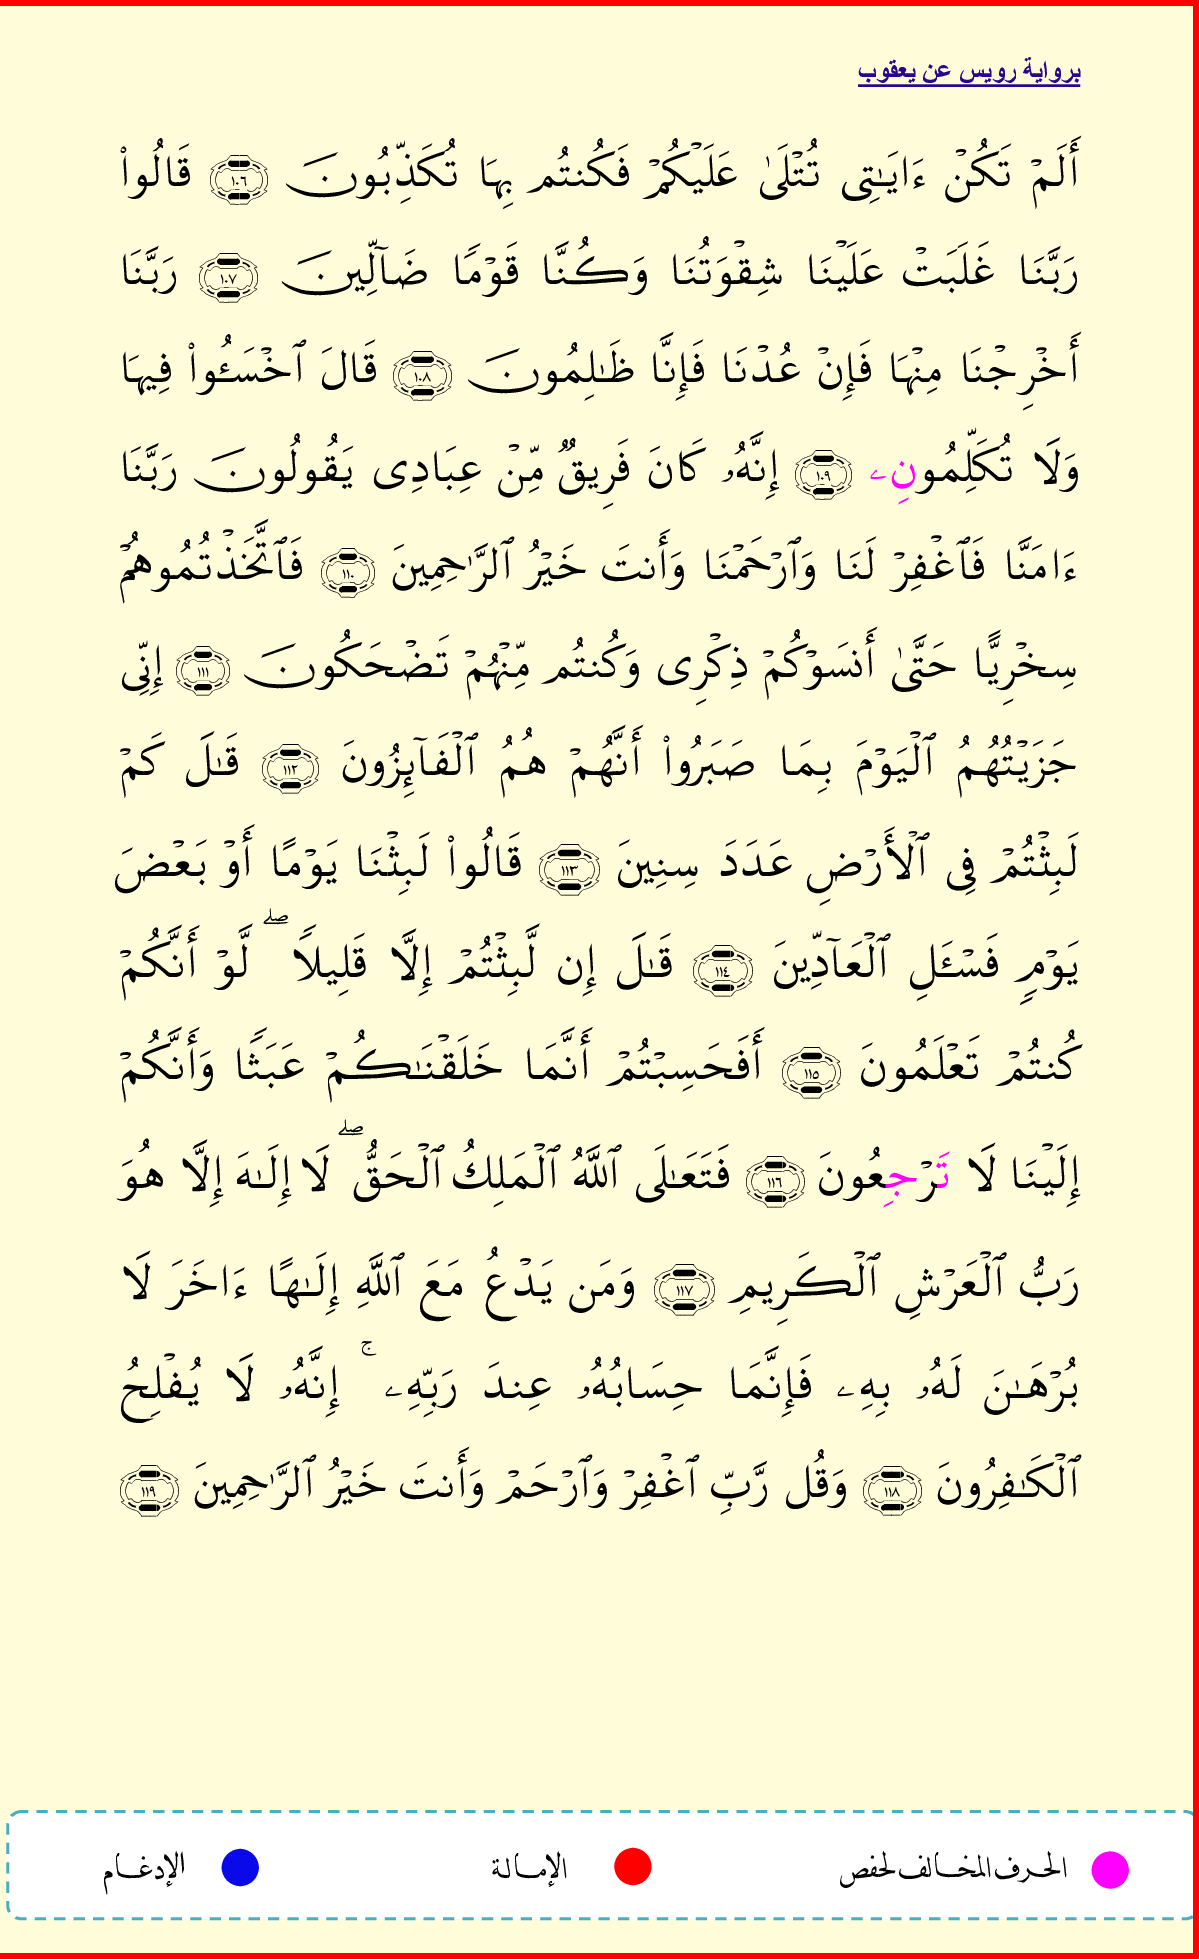 برواية رويس عن يعقوب
أَلَمْ تَكُنْ ءَايَـٰتِى تُتْلَىٰ عَلَيْكُمْ فَكُنتُم بِهَا تُكَذِّبُونَ ١٠٦ قَالُوا۟
رَبَّنَا غَلَبَتْ عَلَيْنَا شِقْوَتُنَا وَكُنَّا قَوْمًا ضَآلِّينَ ١٠٧ رَبَّنَا
أَخْرِجْنَا مِنْهَا فَإِنْ عُدْنَا فَإِنَّا ظَـٰلِمُونَ ١٠٨ قَالَ ٱخْسَـُٔوا۟ فِيهَا
وَلَا تُكَلِّمُونِۦ ١٠٩ إِنَّهُۥ كَانَ فَرِيقٌ مِّنْ عِبَادِى يَقُولُونَ رَبَّنَا
ءَامَنَّا فَٱغْفِرْ لَنَا وَٱرْحَمْنَا وَأَنتَ خَيْرُ ٱلرَّٰحِمِينَ ١١٠ فَٱتَّخَذْتُمُوهُمْ
سِخْرِيًّا حَتَّىٰ أَنسَوْكُمْ ذِكْرِى وَكُنتُم مِّنْهُمْ تَضْحَكُونَ ١١١ إِنِّى
جَزَيْتُهُمُ ٱلْيَوْمَ بِمَا صَبَرُوا۟ أَنَّهُمْ هُمُ ٱلْفَآئِزُونَ ١١٢ قَـٰلَ كَمْ
لَبِثْتُمْ فِى ٱلْأَرْضِ عَدَدَ سِنِينَ ١١٣ قَالُوا۟ لَبِثْنَا يَوْمًا أَوْ بَعْضَ
يَوْمٍ فَسْـَٔلِ ٱلْعَآدِّينَ ١١٤ قَـٰلَ إِن لَّبِثْتُمْ إِلَّا قَلِيلًا ۖ لَّوْ أَنَّكُمْ
كُنتُمْ تَعْلَمُونَ ١١٥ أَفَحَسِبْتُمْ أَنَّمَا خَلَقْنَـٰكُمْ عَبَثًا وَأَنَّكُمْ
إِلَيْنَا لَا تَرْجِعُونَ ١١٦ فَتَعَـٰلَى ٱللَّهُ ٱلْمَلِكُ ٱلْحَقُّ ۖ لَا إِلَـٰهَ إِلَّا هُوَ
رَبُّ ٱلْعَرْشِ ٱلْكَرِيمِ ١١٧ وَمَن يَدْعُ مَعَ ٱللَّهِ إِلَـٰهًا ءَاخَرَ لَا
بُرْهَـٰنَ لَهُۥ بِهِۦ فَإِنَّمَا حِسَابُهُۥ عِندَ رَبِّهِۦ ۚ إِنَّهُۥ لَا يُفْلِحُ
ٱلْكَـٰفِرُونَ ١١٨ وَقُل رَّبِّ ٱغْفِرْ وَٱرْحَمْ وَأَنتَ خَيْرُ ٱلرَّٰحِمِينَ ١١٩
الحرف المخالف لحفص الإمالة الإدغام